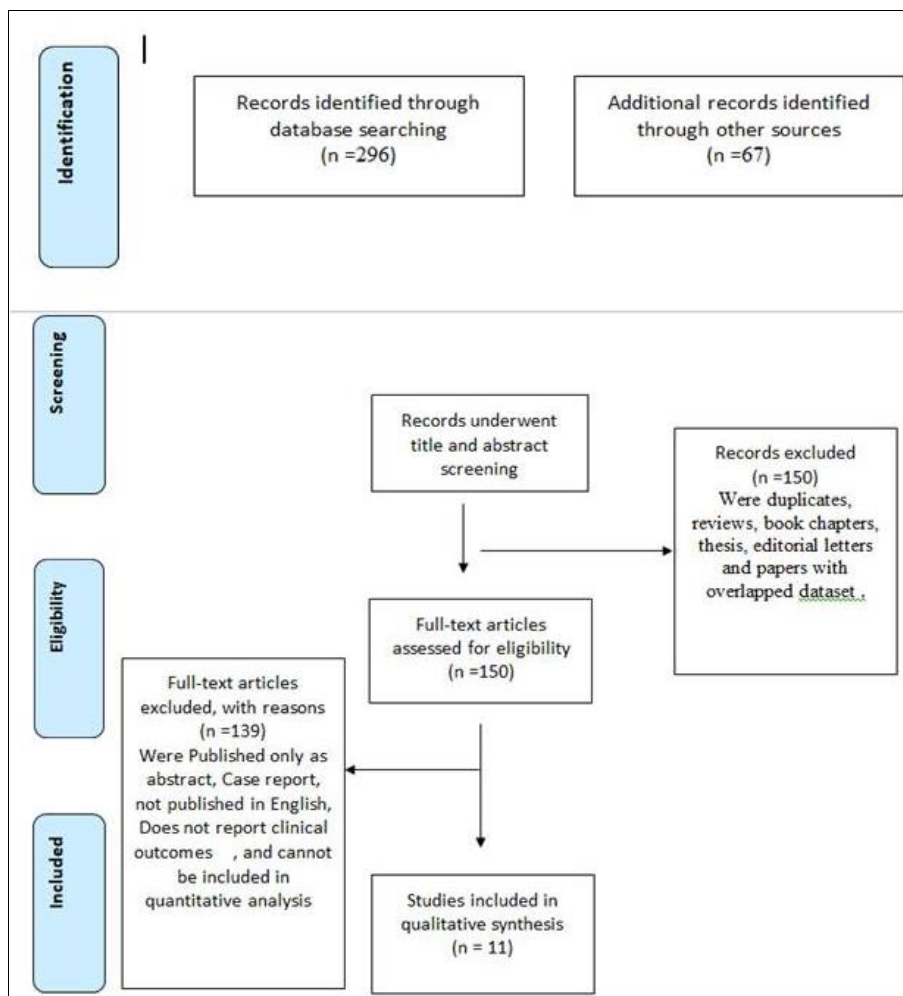 Identification
Records identified through
database searching
(n =296)
Additional records identified
through other sources
(n =67)
Screening
Records underwent
title and abstract
screening
Records excluded
(n =150)
Were duplicates,
reviews, book chapters,
thesis, editorial letters
and papers with
overlapped dataset .
Eligibility
Full-text articles
assessed for eligibility
(n =150)
Full-text articles
excluded, with reasons
(n =139)
Were Published only as
abstract, Case report,
not published in English,
Does not report clinical
outcomes , and cannot
be included in
quantitative analysis
Included
Studies included in
qualitative synthesis
(n = 11)